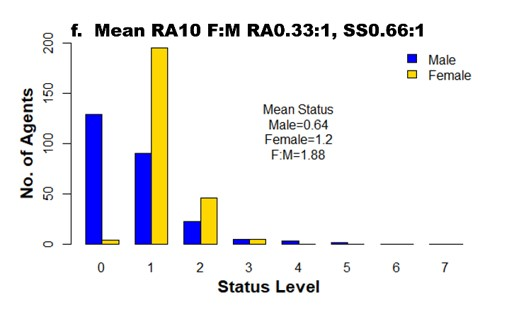 f. Mean RA10 F:M RA0.33:1, SS0.66:1
Male
Female
Mean Status
Male=0.64
Female=1.2
F:M=1.88
No. of Agents
200
150
100
50
0
0 1 2 3 4 5 6 7
Status Level